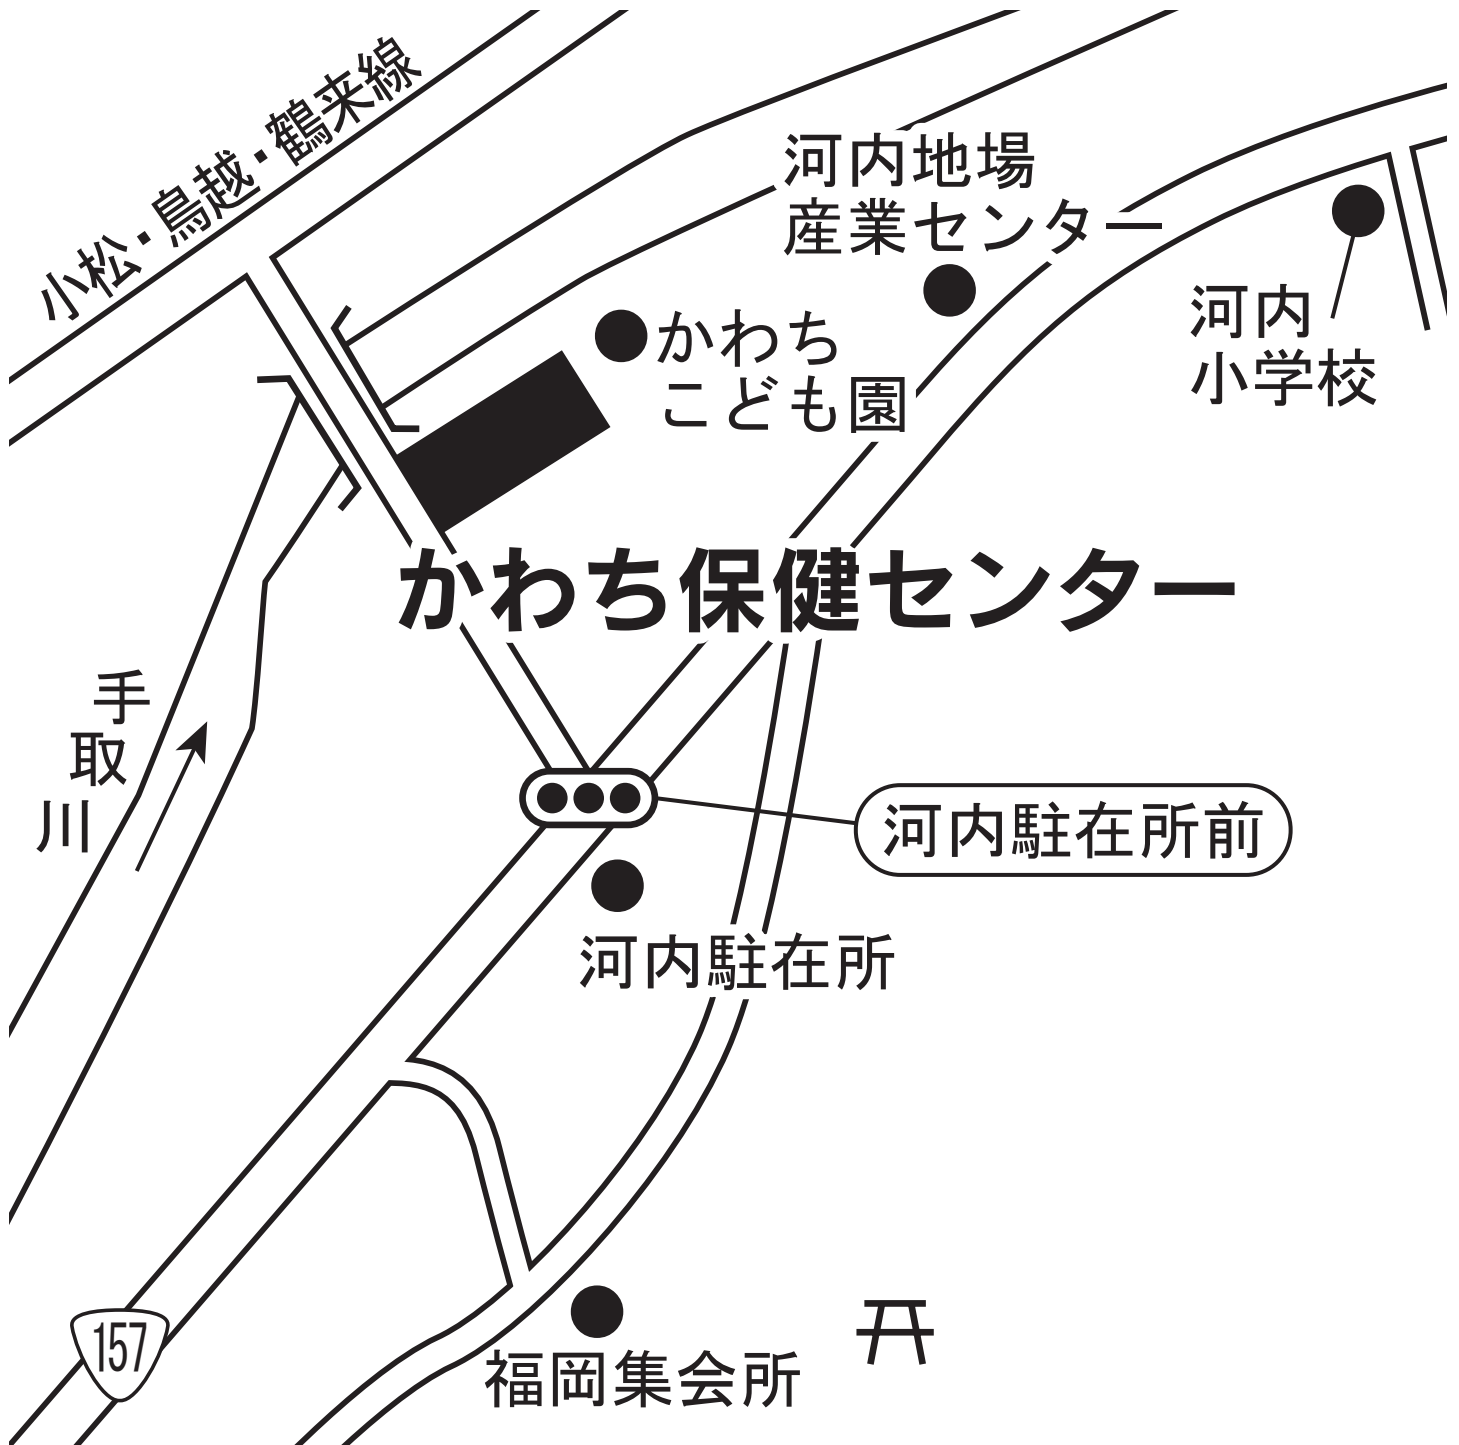 小松・鳥越・鶴来線
河内地場
産業センター
河内
小学校
かわち
こども園
かわち保健センター
手取川
河内駐在所前
河内駐在所
157
福岡集会所